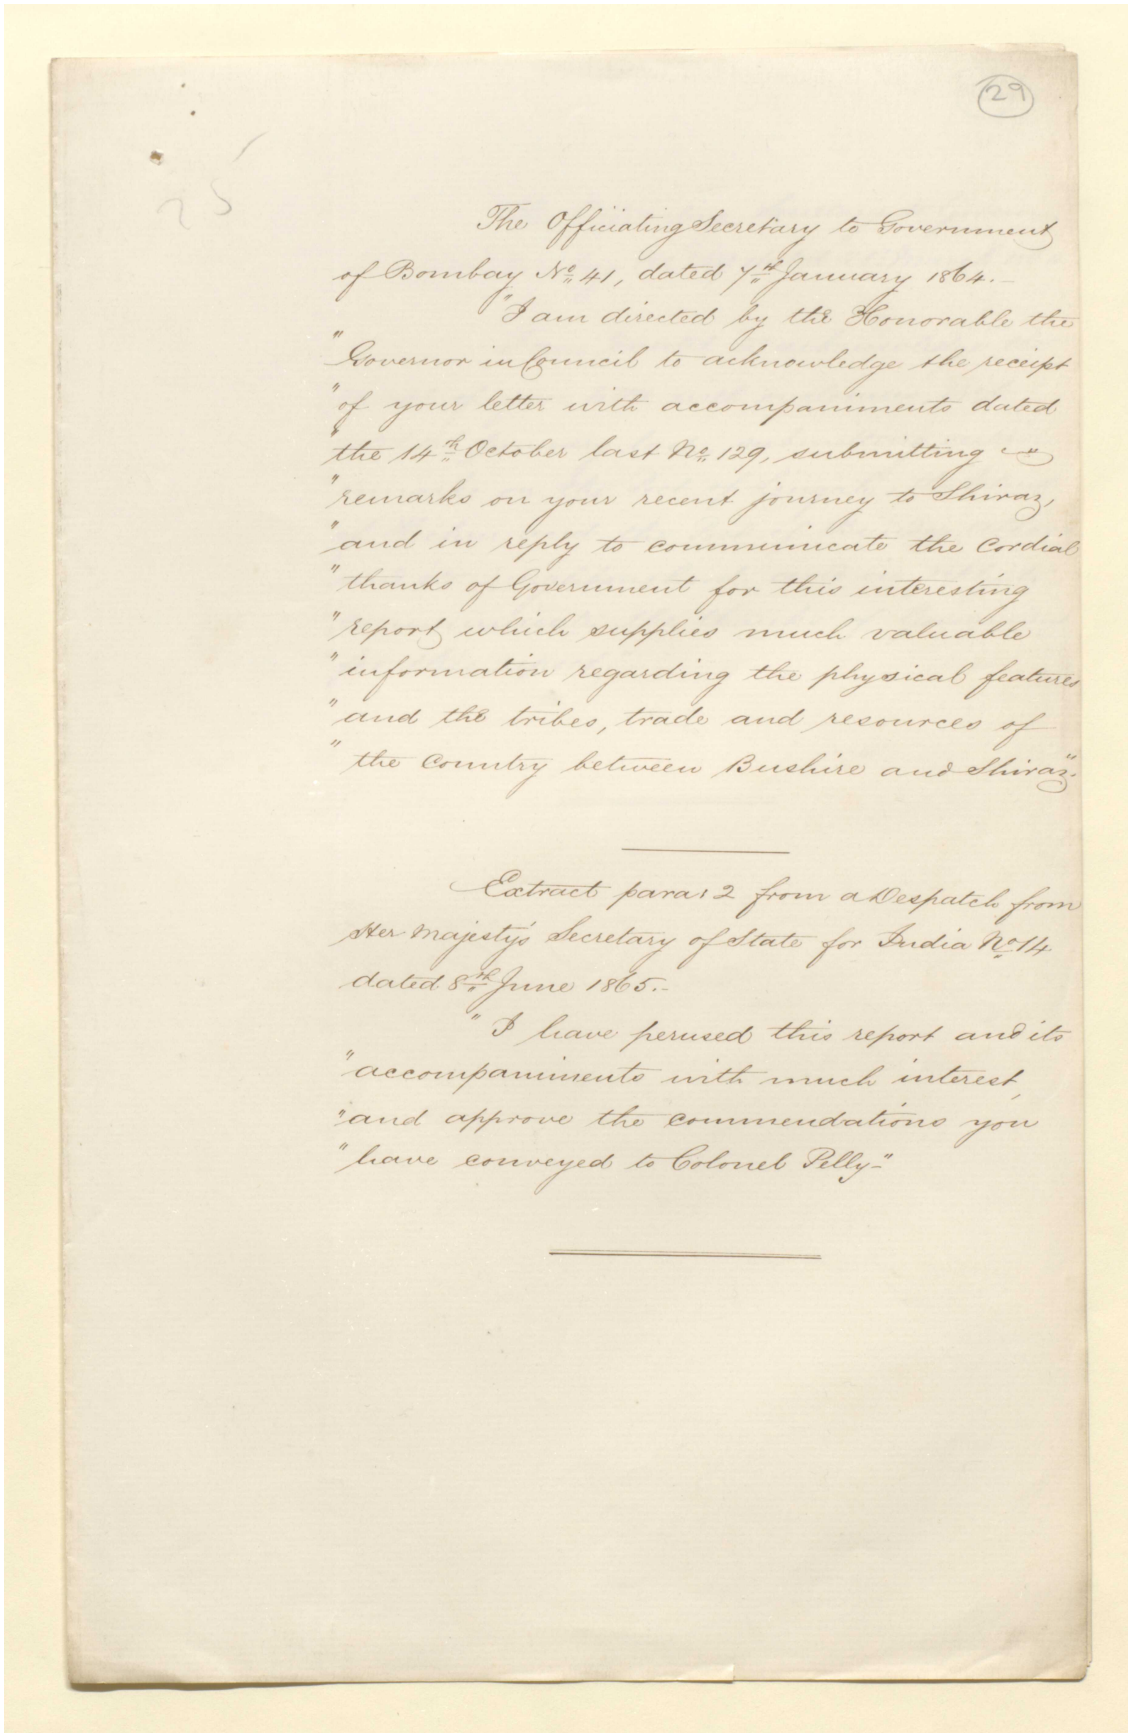 29
25
The Officiating Secretary to Government
of Bombay No. 41, dated 7th January 1864.—
"I am directed by the Honorable the
"Governor in Council to acknowledge the receipt
"of your letter with accompaniments dated
"the 14th October last No. 129, submitting
"remarks on your recent journey to Shiraz,
"and in reply to communicate the cordial
"thanks of Government for this interesting
"report which supplies much valuable
"information regarding the physical features
"and the tribes, trade and resources of
"the Country between Bushire and Shiraz".
Extract para: 2 from a Despatch from
Her Majesty's Secretary of State for India No. 14
dated 8th June 1865.—
"I have perused this report and its
"accompaniments with much interest,
"and approve the commendations you
"have conveyed to Colonel Pelly—"